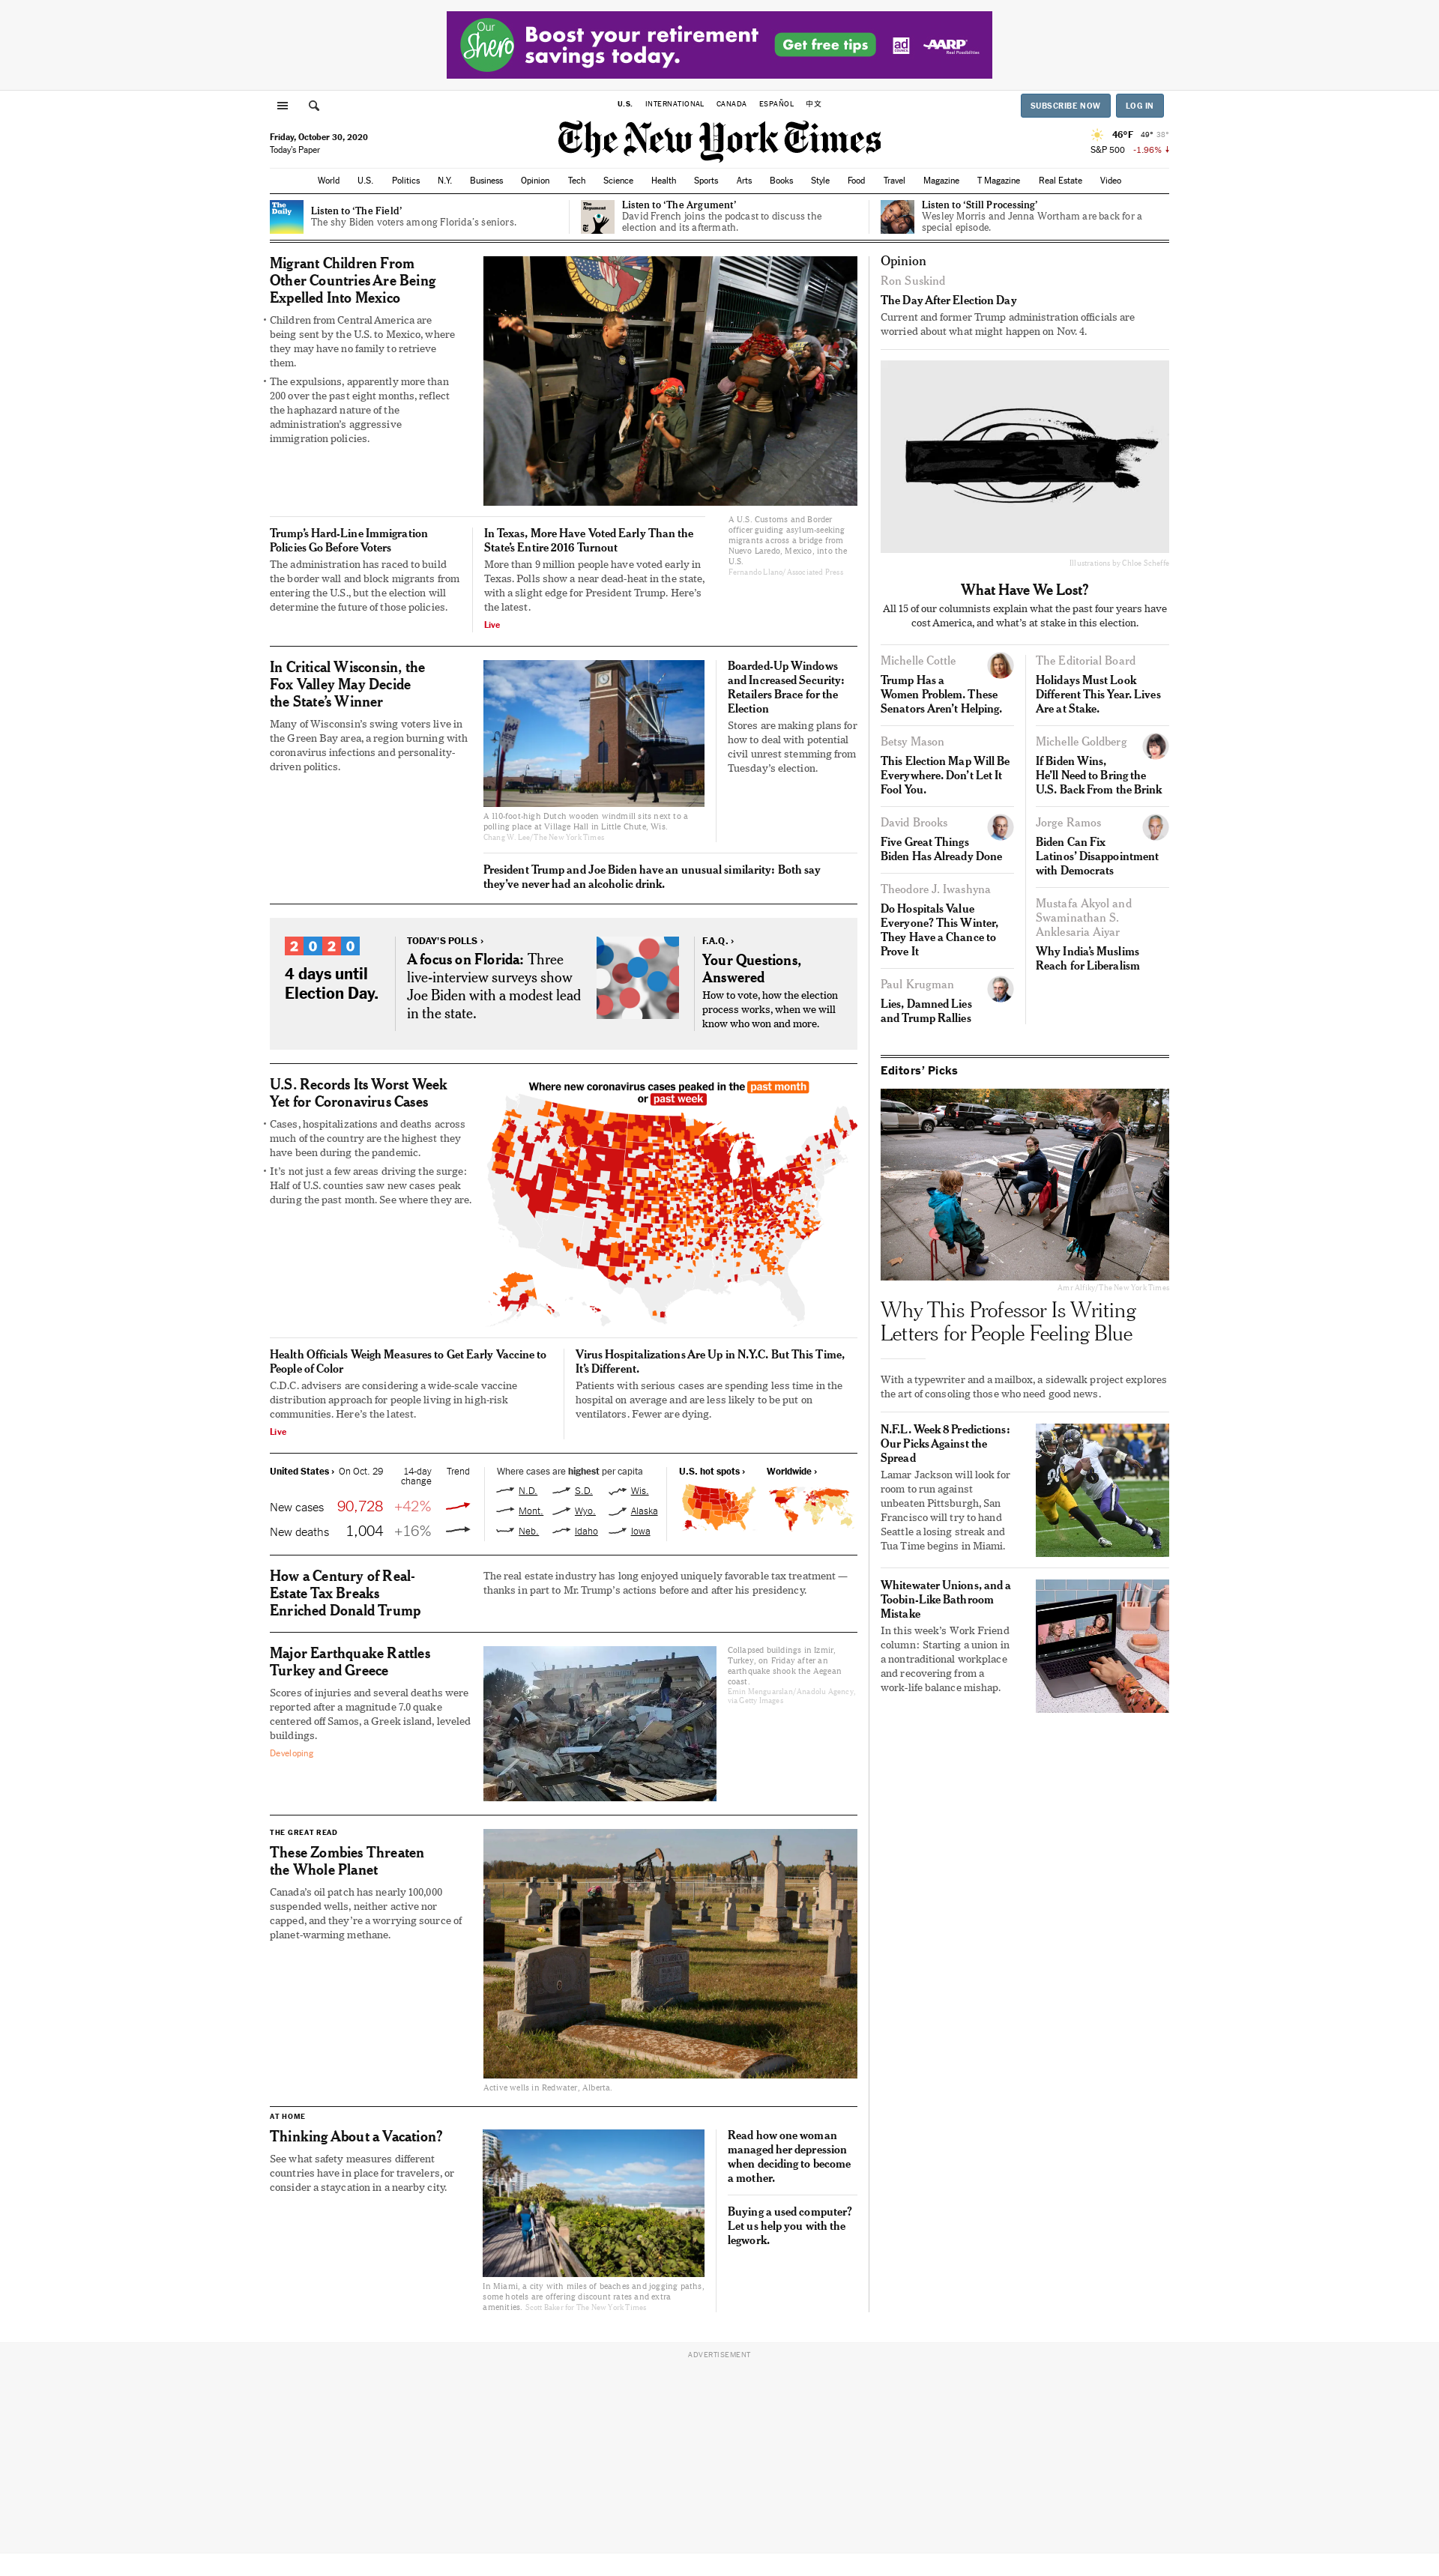 Our
Shero
Boost your retirement
savings today.
Get free tips
ad
AARP
Real Possibilities
U.S.
INTERNATIONAL
CANADA
ESPAÑOL
中文
SUBSCRIBE NOW
LOG IN
Friday, October 30, 2020
Today's Paper
The New York Times
46°F 49° 38°
S&P 500 -1.96%
World U.S. Politics N.Y. Business Opinion Tech Science Health Sports Arts Books Style Food Travel Magazine T Magazine Real Estate Video
The
Daily
Listen to ‘The Field’
The shy Biden voters among Florida’s seniors.
The
Argument
Listen to ‘The Argument’
David French joins the podcast to discuss the
election and its aftermath.
Listen to ‘Still Processing’
Wesley Morris and Jenna Wortham are back for a
special episode.
Migrant Children From
Other Countries Are Being
Expelled Into Mexico
• Children from Central America are
being sent by the U.S. to Mexico, where
they may have no family to retrieve
them.
• The expulsions, apparently more than
200 over the past eight months, reflect
the haphazard nature of the
administration’s aggressive
immigration policies.
A U.S. Customs and Border
officer guiding asylum-seeking
migrants across a bridge from
Nuevo Laredo, Mexico, into the
U.S.
Fernando Llano/Associated Press
Trump’s Hard-Line Immigration
Policies Go Before Voters
The administration has raced to build
the border wall and block migrants from
entering the U.S., but the election will
determine the future of those policies.
In Texas, More Have Voted Early Than the
State’s Entire 2016 Turnout
More than 9 million people have voted early in
Texas. Polls show a near dead-heat in the state,
with a slight edge for President Trump. Here’s
the latest.
Live
In Critical Wisconsin, the
Fox Valley May Decide
the State’s Winner
Many of Wisconsin’s swing voters live in
the Green Bay area, a region burning with
coronavirus infections and personality-
driven politics.
A 110-foot-high Dutch wooden windmill sits next to a
polling place at Village Hall in Little Chute, Wis.
Chang W. Lee/The New York Times
Boarded-Up Windows
and Increased Security:
Retailers Brace for the
Election
Stores are making plans for
how to deal with potential
civil unrest stemming from
Tuesday’s election.
President Trump and Joe Biden have an unusual similarity: Both say
they’ve never had an alcoholic drink.
2020
4 days until
Election Day.
TODAY’S POLLS ›
A focus on Florida: Three
live-interview surveys show
Joe Biden with a modest lead
in the state.
F.A.Q. ›
Your Questions,
Answered
How to vote, how the election
process works, when we will
know who won and more.
U.S. Records Its Worst Week
Yet for Coronavirus Cases
• Cases, hospitalizations and deaths across
much of the country are the highest they
have been during the pandemic.
• It’s not just a few areas driving the surge:
Half of U.S. counties saw new cases peak
during the past month. See where they are.
Where new coronavirus cases peaked in the past month
or past week
Health Officials Weigh Measures to Get Early Vaccine to
People of Color
C.D.C. advisers are considering a wide-scale vaccine
distribution approach for people living in high-risk
communities. Here’s the latest.
Live
Virus Hospitalizations Are Up in N.Y.C. But This Time,
It’s Different.
Patients with serious cases are spending less time in the
hospital on average and are less likely to be put on
ventilators. Fewer are dying.
United States › On Oct. 29 14-day
change Trend
New cases 90,728 +42%
New deaths 1,004 +16%
Where cases are highest per capita
N.D. S.D. Wis.
Mont. Wyo. Alaska
Neb. Idaho Iowa
U.S. hot spots ›
Worldwide ›
How a Century of Real-
Estate Tax Breaks
Enriched Donald Trump
The real estate industry has long enjoyed uniquely favorable tax treatment —
thanks in part to Mr. Trump’s actions before and after his presidency.
Major Earthquake Rattles
Turkey and Greece
Scores of injuries and several deaths were
reported after a magnitude 7.0 quake
centered off Samos, a Greek island, leveled
buildings.
Developing
Collapsed buildings in Izmir,
Turkey, on Friday after an
earthquake shook the Aegean
coast.
Emin Menguarslan/Anadolu Agency,
via Getty Images
THE GREAT READ
These Zombies Threaten
the Whole Planet
Canada’s oil patch has nearly 100,000
suspended wells, neither active nor
capped, and they’re a worrying source of
planet-warming methane.
Active wells in Redwater, Alberta.
AT HOME
Thinking About a Vacation?
See what safety measures different
countries have in place for travelers, or
consider a staycation in a nearby city.
In Miami, a city with miles of beaches and jogging paths,
some hotels are offering discount rates and extra
amenities. Scott Baker for The New York Times
Read how one woman
managed her depression
when deciding to become
a mother.
Buying a used computer?
Let us help you with the
legwork.
Opinion
Ron Suskind
The Day After Election Day
Current and former Trump administration officials are
worried about what might happen on Nov. 4.
Illustrations by Chloe Scheffe
What Have We Lost?
All 15 of our columnists explain what the past four years have
cost America, and what’s at stake in this election.
Michelle Cottle
Trump Has a
Women Problem. These
Senators Aren’t Helping.
Betsy Mason
This Election Map Will Be
Everywhere. Don’t Let It
Fool You.
David Brooks
Five Great Things
Biden Has Already Done
Theodore J. Iwashyna
Do Hospitals Value
Everyone? This Winter,
They Have a Chance to
Prove It
Paul Krugman
Lies, Damned Lies
and Trump Rallies
The Editorial Board
Holidays Must Look
Different This Year. Lives
Are at Stake.
Michelle Goldberg
If Biden Wins,
He’ll Need to Bring the
U.S. Back From the Brink
Jorge Ramos
Biden Can Fix
Latinos’ Disappointment
with Democrats
Mustafa Akyol and
Swaminathan S.
Anklesaria Aiyar
Why India’s Muslims
Reach for Liberalism
Editors’ Picks
Amr Alfiky/The New York Times
Why This Professor Is Writing
Letters for People Feeling Blue
With a typewriter and a mailbox, a sidewalk project explores
the art of consoling those who need good news.
N.F.L. Week 8 Predictions:
Our Picks Against the
Spread
Lamar Jackson will look for
room to run against
unbeaten Pittsburgh, San
Francisco will try to hand
Seattle a losing streak and
Tua Time begins in Miami.
Whitewater Unions, and a
Toobin-Like Bathroom
Mistake
In this week’s Work Friend
column: Starting a union in
a nontraditional workplace
and recovering from a
work-life balance mishap.
ADVERTISEMENT